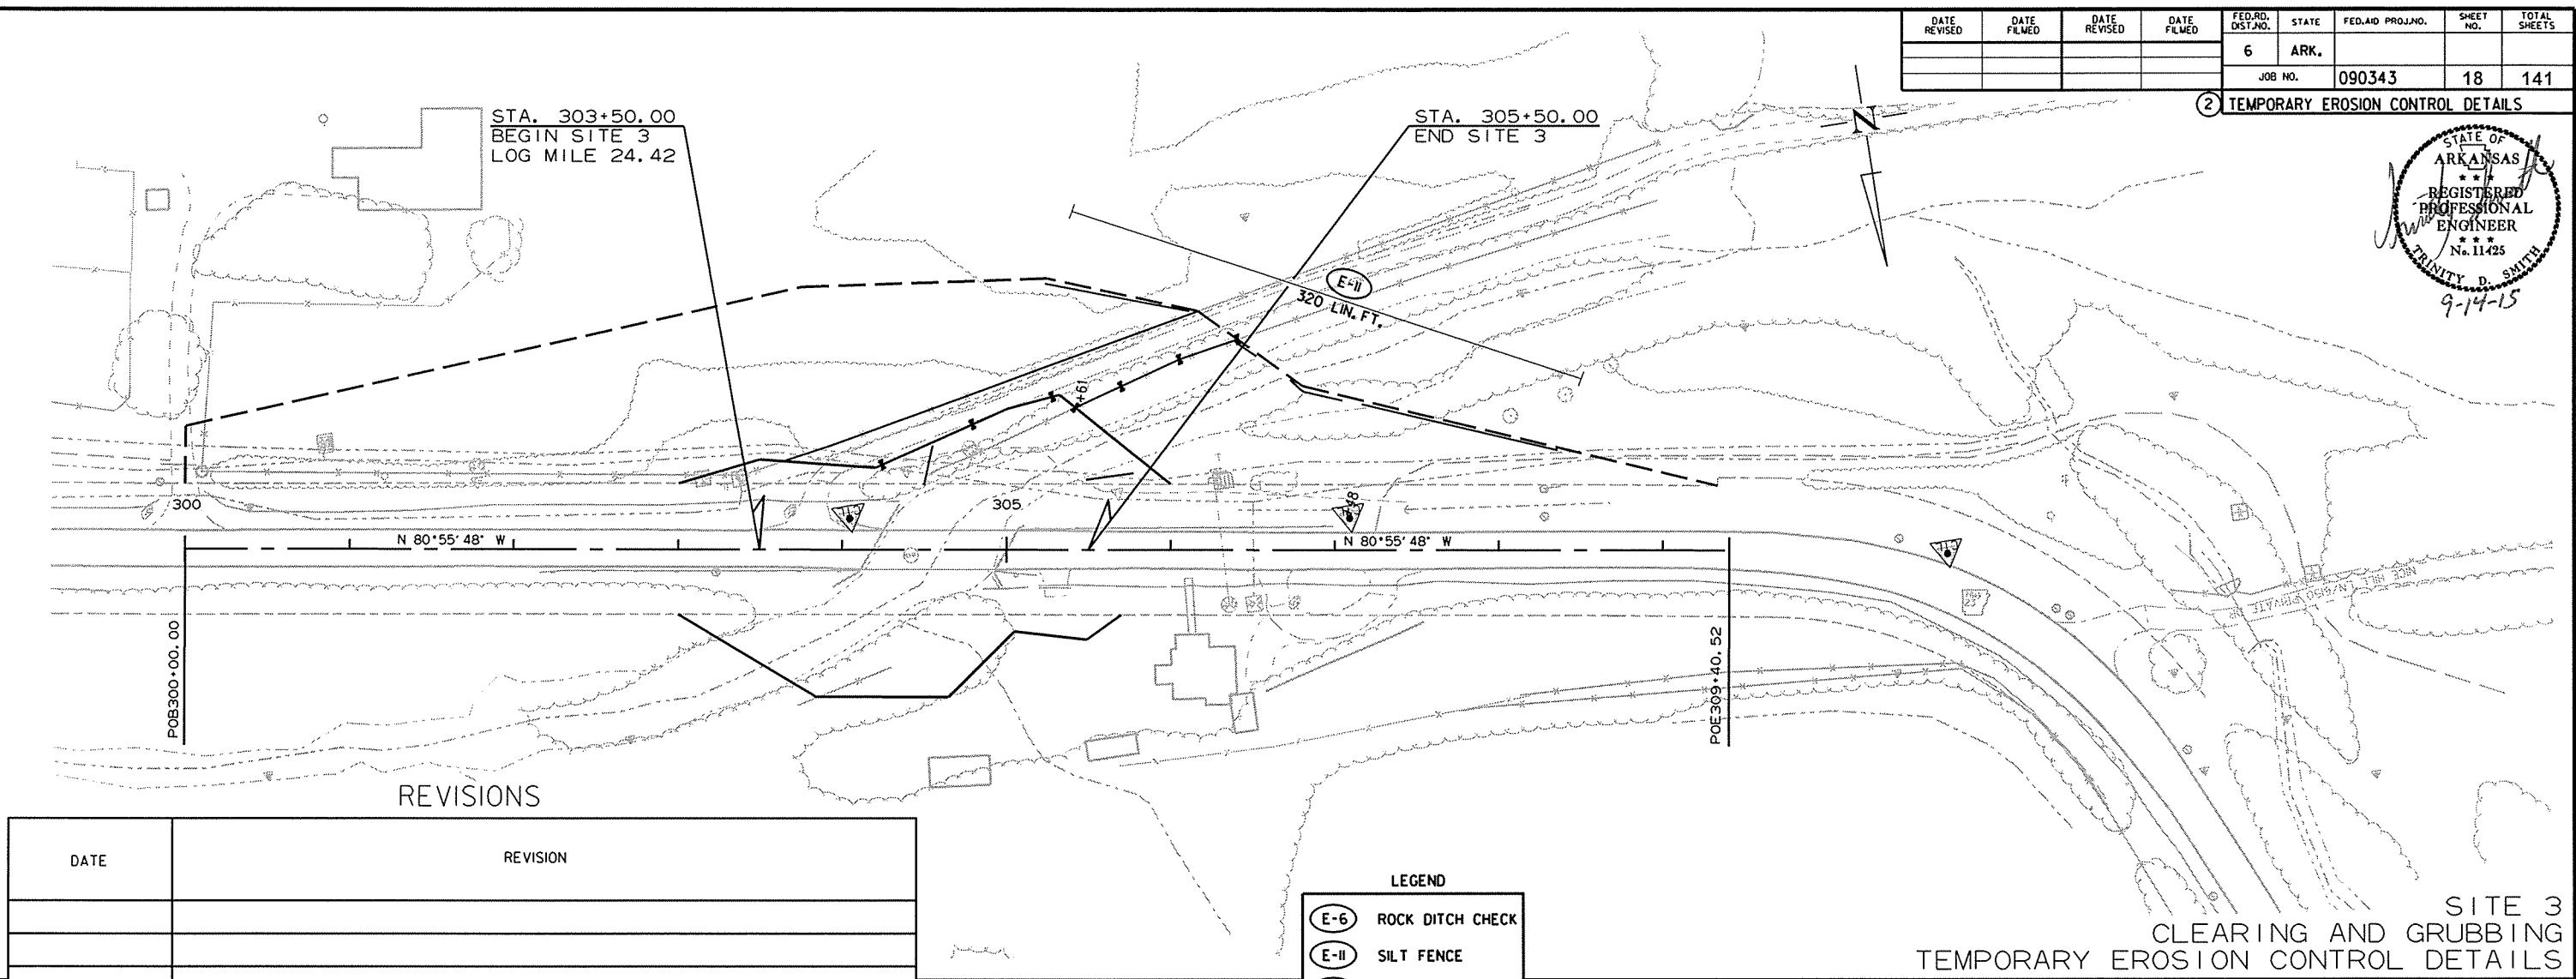 DATE REVISED
DATE FILMED
DATE REVISED
DATE FILMED
FED.RD. DIST.NO.
STATE
FED.AID PROJ.NO.
SHEET NO.
TOTAL SHEETS
6
ARK.
JOB NO.
090343
18
141
2 TEMPORARY EROSION CONTROL DETAILS
STATE OF
ARKANSAS
REGISTERED
PROFESSIONAL
ENGINEER
No. 11425
TRINITY D. SMITH
9-14-15
N
STA. 303+50.00
BEGIN SITE 3
LOG MILE 24.42
STA. 305+50.00
END SITE 3
E-11
320 LIN. FT.
+61
300
305
N 80°55'48" W
N 80°55'48" W
POB300+00.00
POE309+40.52
REVISIONS
DATE
REVISION
LEGEND
E-6 ROCK DITCH CHECK
E-11 SILT FENCE
SITE 3
CLEARING AND GRUBBING
TEMPORARY EROSION CONTROL DETAILS